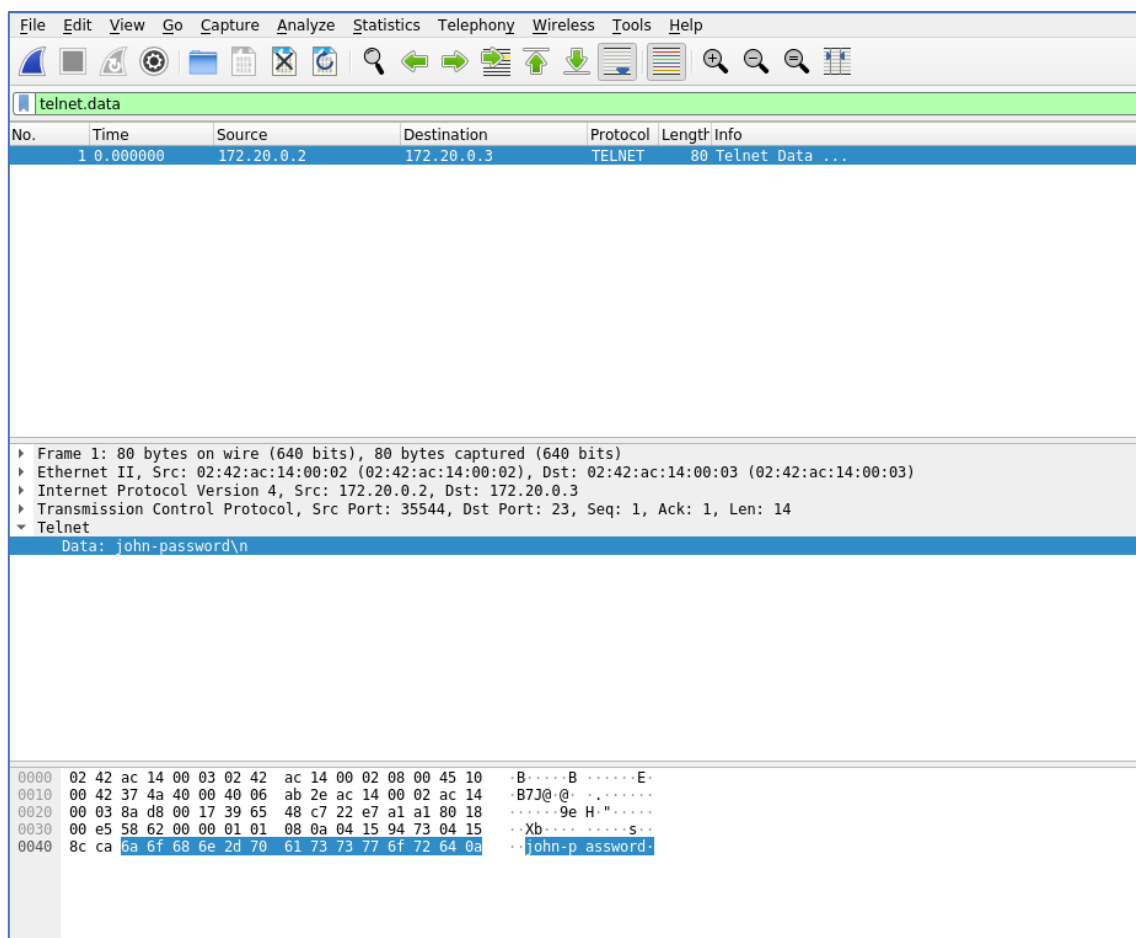 File Edit View Go Capture Analyze Statistics Telephony Wireless Tools Help
telnet.data
No. Time Source Destination Protocol Length Info
1 0.000000 172.20.0.2 172.20.0.3 TELNET 80 Telnet Data ...
Frame 1: 80 bytes on wire (640 bits), 80 bytes captured (640 bits)
Ethernet II, Src: 02:42:ac:14:00:02 (02:42:ac:14:00:02), Dst: 02:42:ac:14:00:03 (02:42:ac:14:00:03)
Internet Protocol Version 4, Src: 172.20.0.2, Dst: 172.20.0.3
Transmission Control Protocol, Src Port: 35544, Dst Port: 23, Seq: 1, Ack: 1, Len: 14
Telnet
Data: john-password\n
0000 02 42 ac 14 00 03 02 42 ac 14 00 02 08 00 45 10 ·B·····B ······E·
0010 00 42 37 4a 40 00 40 06 ab 2e ac 14 00 02 ac 14 ·B7J@·@· ·.······
0020 00 03 8a d8 00 17 39 65 48 c7 22 e7 a1 a1 80 18 ······9e H·"·····
0030 00 e5 58 62 00 00 01 01 08 0a 04 15 94 73 04 15 ··Xb···· ·····s··
0040 8c ca 6a 6f 68 6e 2d 70 61 73 73 77 6f 72 64 0a ··john-p assword·